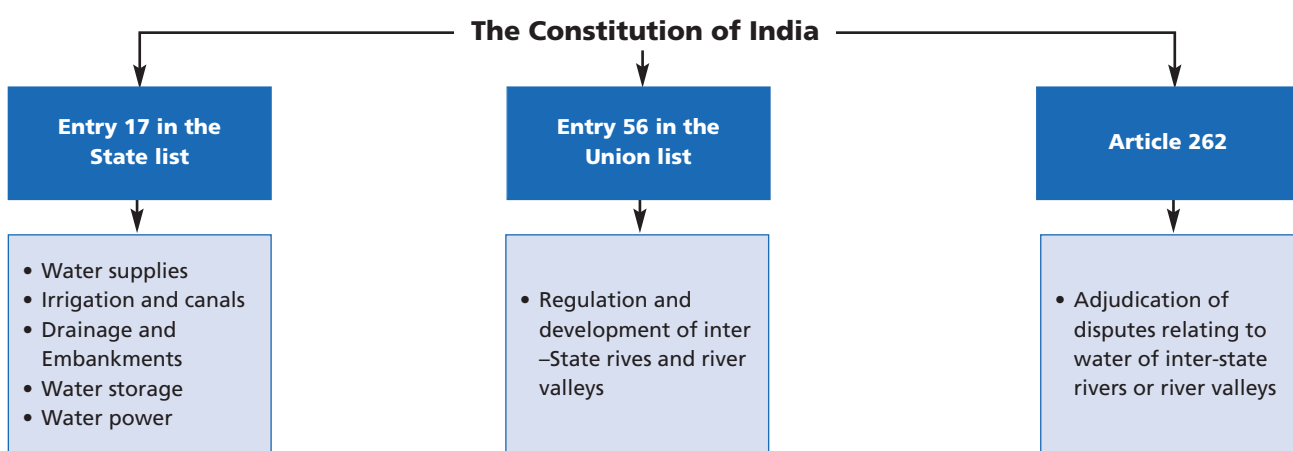 The Constitution of India
Entry 17 in the
State list
• Water supplies
• Irrigation and canals
• Drainage and
Embankments
• Water storage
• Water power
Entry 56 in the
Union list
• Regulation and
development of inter
–State rives and river
valleys
Article 262
• Adjudication of
disputes relating to
water of inter-state
rivers or river valleys